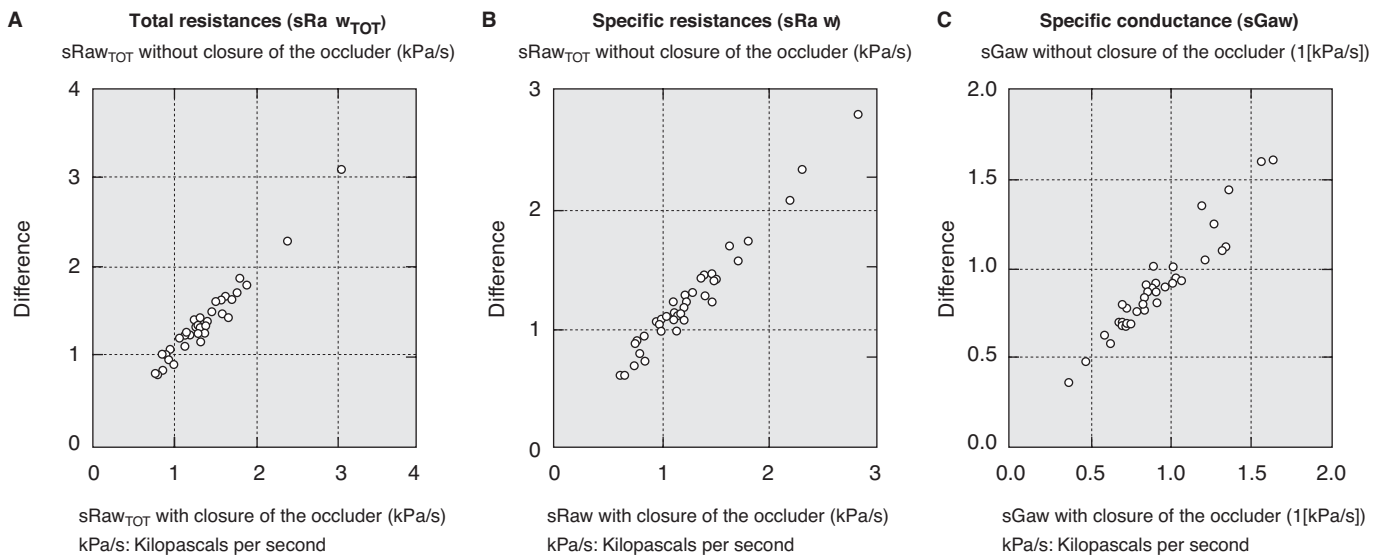 A Total resistances (sRa w_TOT)
sRaw_TOT without closure of the occluder (kPa/s)
4
3
2
1
0
Difference
0 1 2 3 4
sRaw_TOT with closure of the occluder (kPa/s)
kPa/s: Kilopascals per second
B Specific resistances (sRa w)
sRaw_TOT without closure of the occluder (kPa/s)
3
2
1
0
Difference
0 1 2 3
sRaw with closure of the occluder (kPa/s)
kPa/s: Kilopascals per second
C Specific conductance (sGaw)
sGaw without closure of the occluder (1[kPa/s])
2.0
1.5
1.0
0.5
0.0
Difference
0.0 0.5 1.0 1.5 2.0
sGaw with closure of the occluder (1[kPa/s])
kPa/s: Kilopascals per second